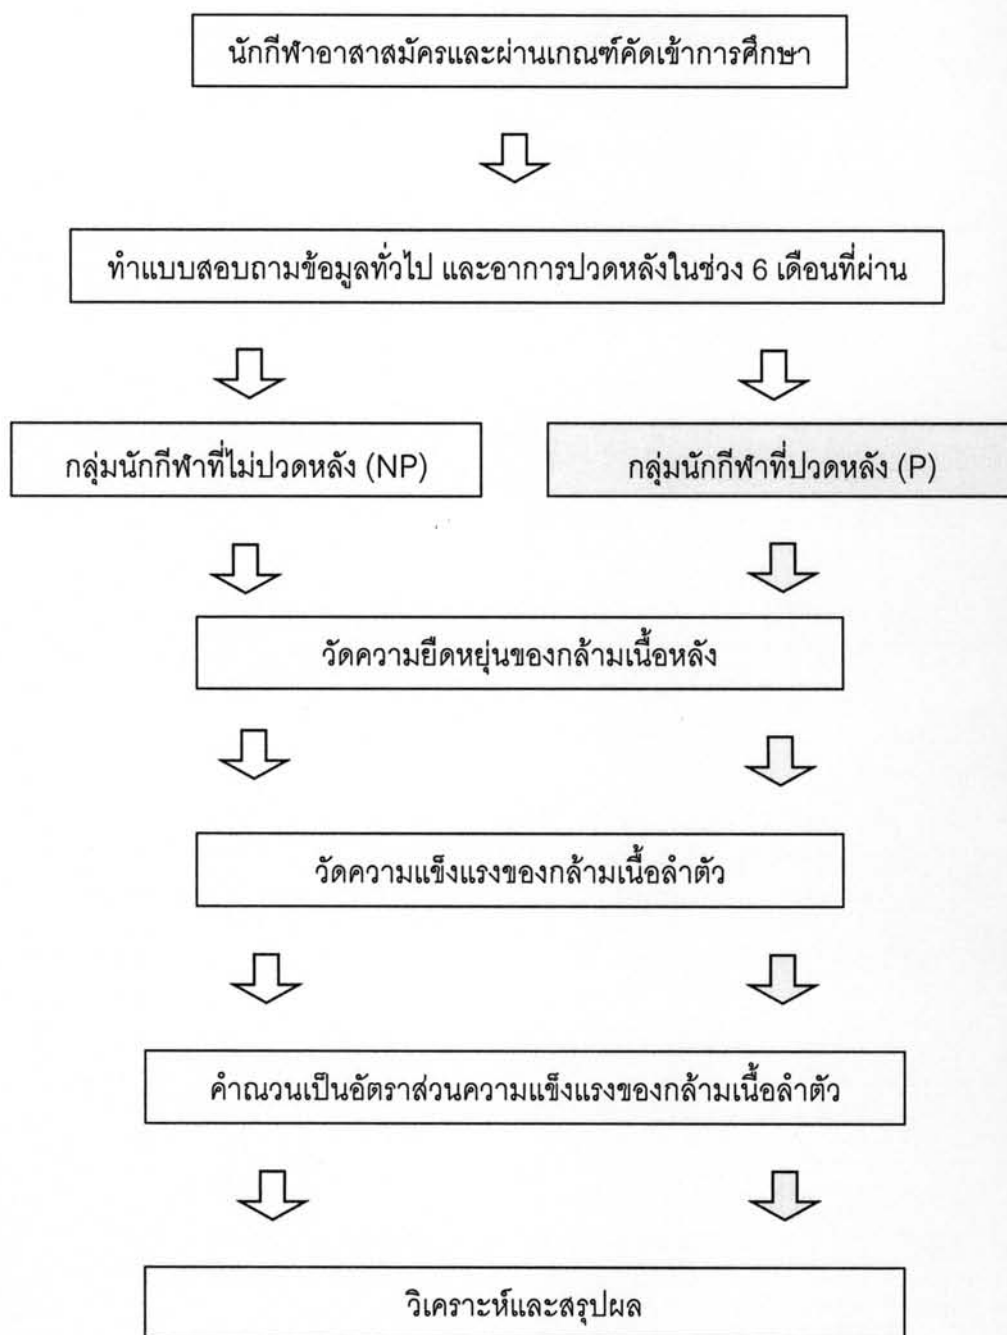 นักกีฬาอาสาสมัครและผ่านเกณฑ์คัดเข้าการศึกษา
ทำแบบสอบถามข้อมูลทั่วไป และอาการปวดหลังในช่วง 6 เดือนที่ผ่าน
กลุ่มนักกีฬาที่ไม่ปวดหลัง (NP)
กลุ่มนักกีฬาที่ปวดหลัง (P)
วัดความยืดหยุ่นของกล้ามเนื้อหลัง
วัดความแข็งแรงของกล้ามเนื้อลำตัว
คำณวนเป็นอัตราส่วนความแข็งแรงของกล้ามเนื้อลำตัว
วิเคราะห์และสรุปผล